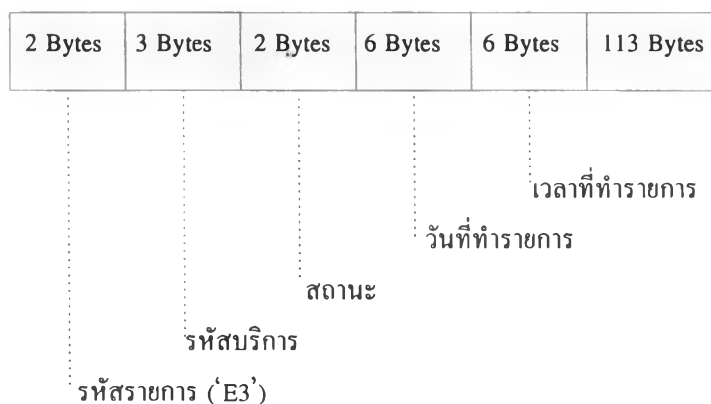 2 Bytes 3 Bytes 2 Bytes 6 Bytes 6 Bytes 113 Bytes
เวลาที่ทำรายการ
วันที่ทำรายการ
สถานะ
รหัสบริการ
รหัสรายการ (‘E3’)